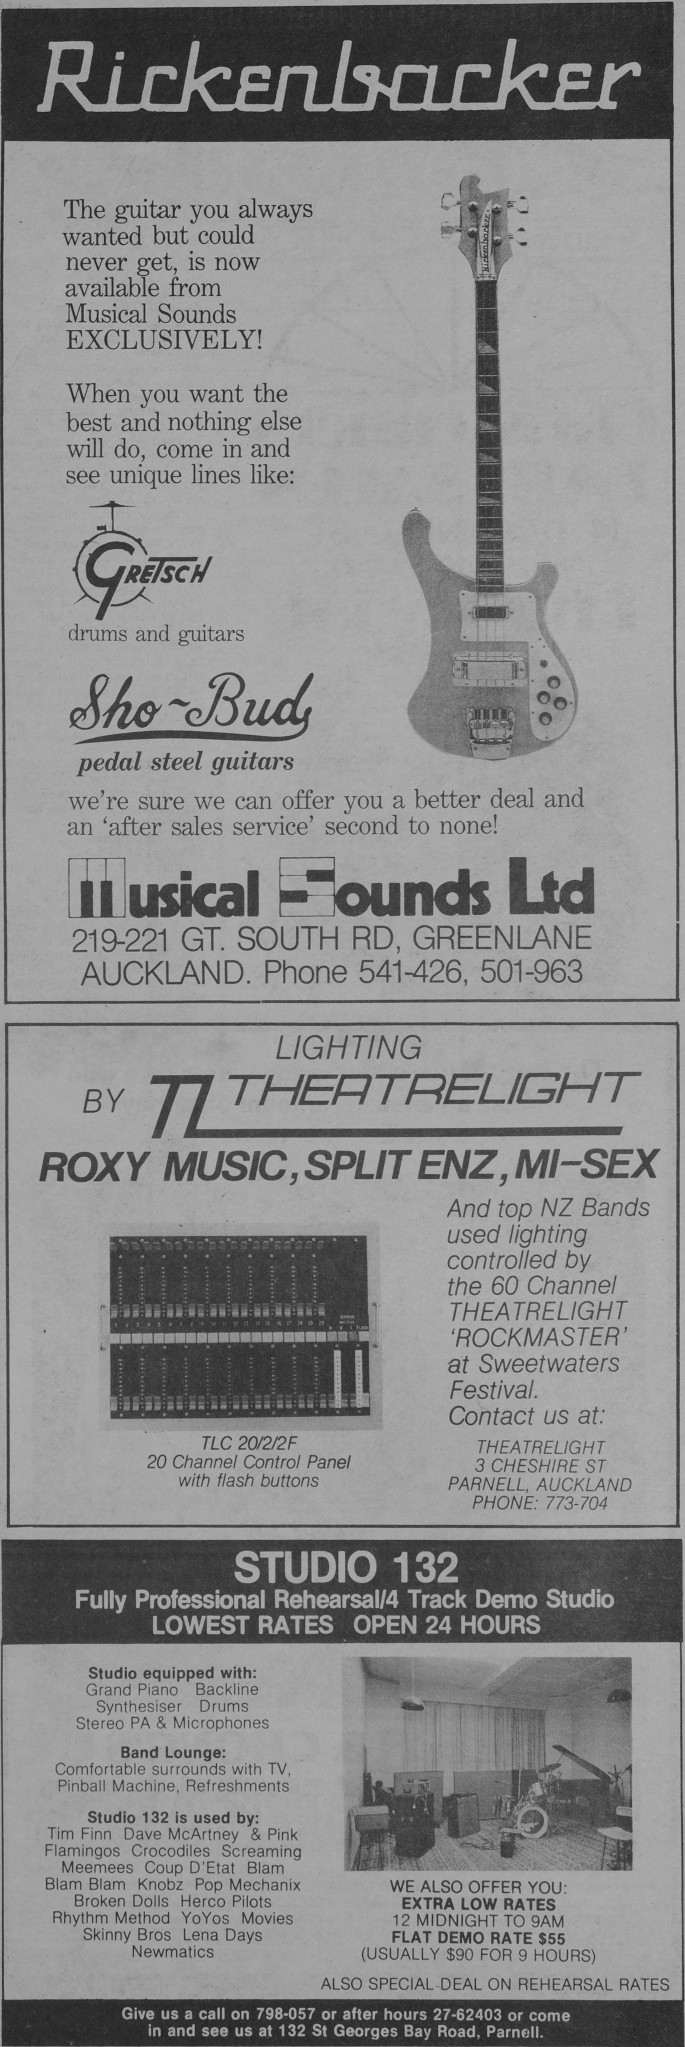 Rickenbacker
The guitar you always
wanted but could
never get, is now
available from
Musical Sounds
EXCLUSIVELY!
When you want the
best and nothing else
will do, come in and
see unique lines like:
Rickenbacker
GRETSCH
drums and guitars
Sho~Bud
pedal steel guitars
we're sure we can offer you a better deal and
an 'after sales service' second to none!
Musical Sounds Ltd
219-221 GT. SOUTH RD, GREENLANE
AUCKLAND. Phone 541-426, 501-963
LIGHTING
BY TL THEATRELIGHT
ROXY MUSIC, SPLIT ENZ, MI-SEX
And top NZ Bands
used lighting
controlled by
the 60 Channel
THEATRELIGHT
'ROCKMASTER'
at Sweetwaters
Festival.
Contact us at:
THEATRELIGHT
3 CHESHIRE ST
PARNELL, AUCKLAND
PHONE: 773-704
TLC 20/2/2F
20 Channel Control Panel
with flash buttons
STUDIO 132
Fully Professional Rehearsal/4 Track Demo Studio
LOWEST RATES OPEN 24 HOURS
Studio equipped with:
Grand Piano Backline
Synthesiser Drums
Stereo PA & Microphones
Band Lounge:
Comfortable surrounds with TV,
Pinball Machine, Refreshments
Studio 132 is used by:
Tim Finn Dave McArtney & Pink
Flamingos Crocodiles Screaming
Meemees Coup D'Etat Blam
Blam Blam Knobz Pop Mechanix
Broken Dolls Herco Pilots
Rhythm Method YoYos Movies
Skinny Bros Lena Days
Newmatics
WE ALSO OFFER YOU:
EXTRA LOW RATES
12 MIDNIGHT TO 9AM
FLAT DEMO RATE $55
(USUALLY $90 FOR 9 HOURS)
ALSO SPECIAL DEAL ON REHEARSAL RATES
Give us a call on 798-057 or after hours 27-62403 or come
in and see us at 132 St Georges Bay Road, Parnell.